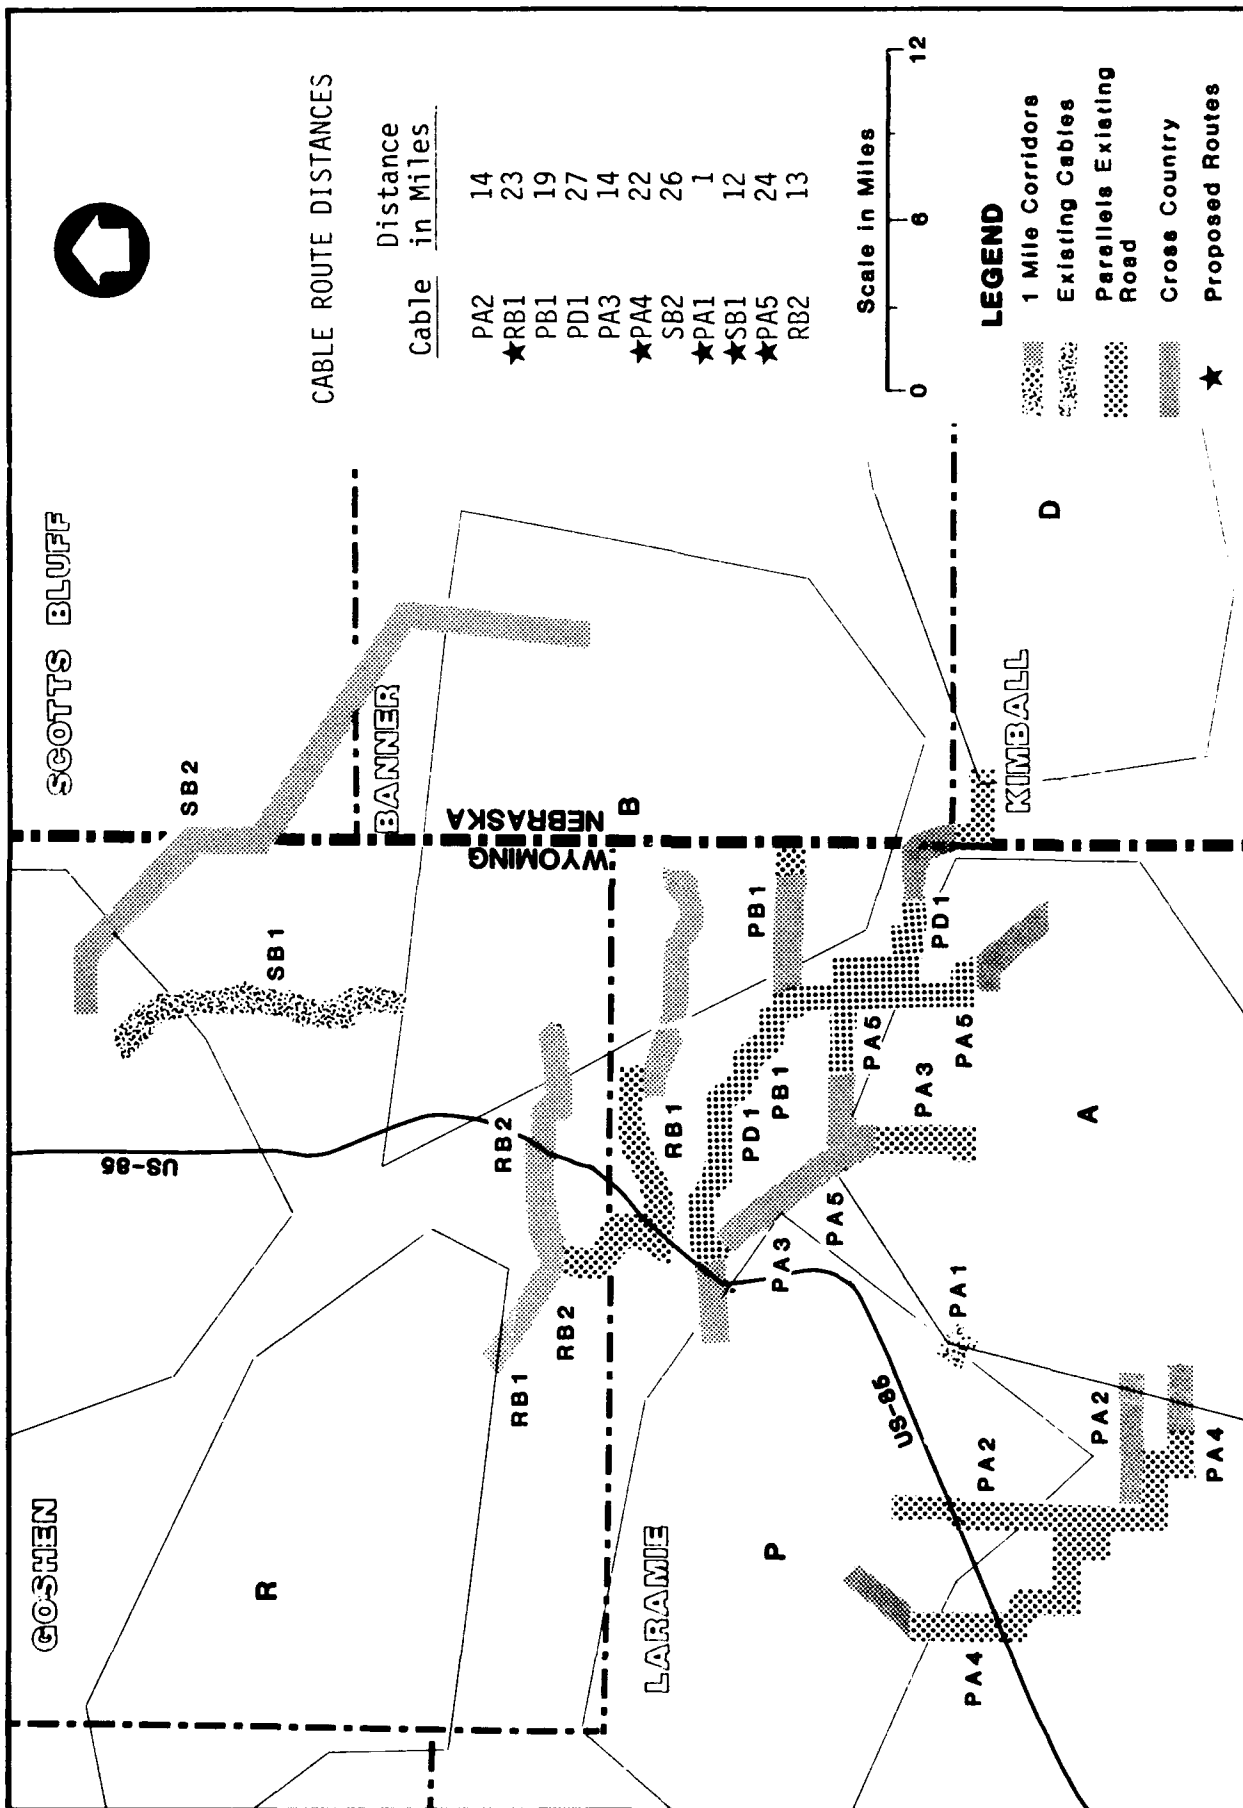 CABLE ROUTE DISTANCES
Cable Distance in Miles
PA2 14
★RB1 23
PB1 19
PD1 27
PA3 14
★PA4 22
SB2 26
★PA1 1
★SB1 12
★PA5 24
RB2 13
Scale in Miles
0 6 12
LEGEND
1 Mile Corridors
Existing Cables
Parallels Existing
Road
Cross Country
★ Proposed Routes
GOSHEN
SCOTTS BLUFF
SB2
SB1
US-85
R
BANNER
RB2
RB1
RB2
WYOMING
NEBRASKA
B
LARAMIE
RB1
PD1
PB1
PB1
PA3
PA5
PA5
PD1
PA3
PA5
P
US-85
PA1
KIMBALL
D
A
PA4
PA2
PA2
PA4